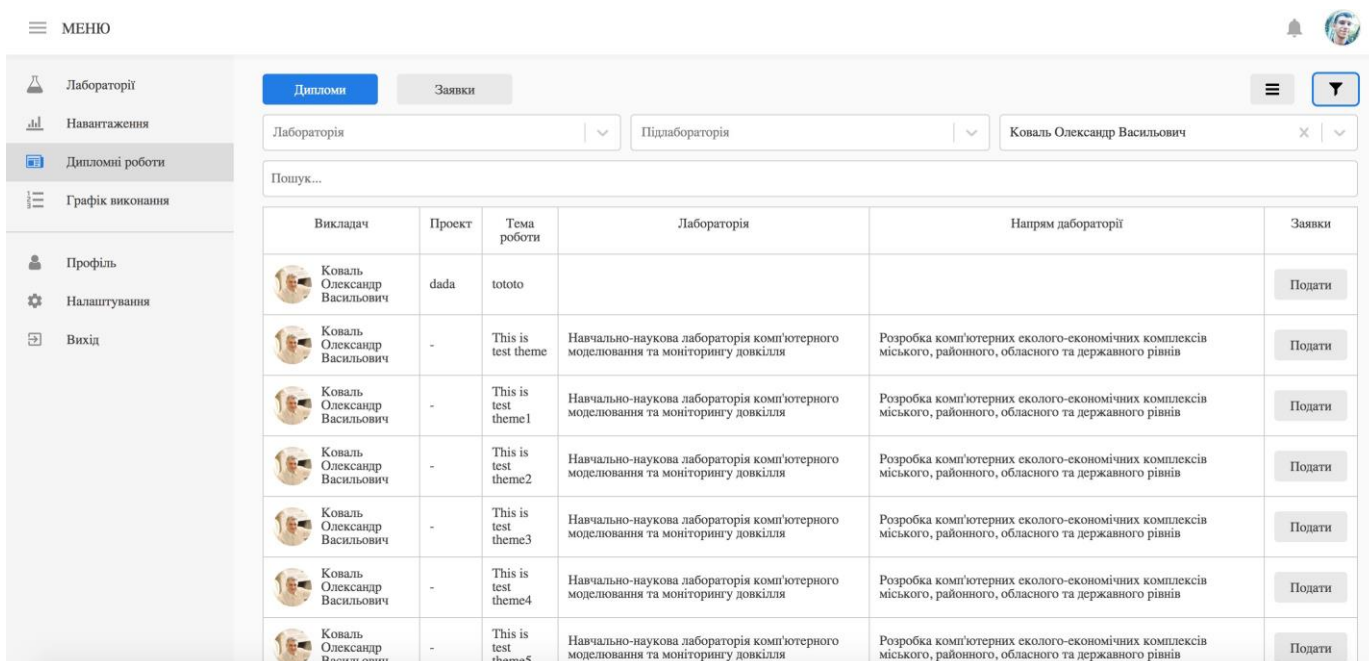 МЕНЮ
Лабораторії
Навантаження
Дипломні роботи
Графік виконання
Профіль
Налаштування
Вихід
Дипломи Заявки
Лабораторія Підлабораторія Коваль Олександр Васильович
Пошук...
Викладач Проект Тема роботи Лабораторія Напрям дабораторії Заявки
Коваль
Олександр
Васильович
dada
tototo
Подати
Коваль
Олександр
Васильович
-
This is
test theme
Навчально-наукова лабораторія комп'ютерного
моделювання та моніторингу довкілля
Розробка комп'ютерних еколого-економічних комплексів
міського, районного, обласного та державного рівнів
Подати
Коваль
Олександр
Васильович
-
This is
test
theme1
Навчально-наукова лабораторія комп'ютерного
моделювання та моніторингу довкілля
Розробка комп'ютерних еколого-економічних комплексів
міського, районного, обласного та державного рівнів
Подати
Коваль
Олександр
Васильович
-
This is
test
theme2
Навчально-наукова лабораторія комп'ютерного
моделювання та моніторингу довкілля
Розробка комп'ютерних еколого-економічних комплексів
міського, районного, обласного та державного рівнів
Подати
Коваль
Олександр
Васильович
-
This is
test
theme3
Навчально-наукова лабораторія комп'ютерного
моделювання та моніторингу довкілля
Розробка комп'ютерних еколого-економічних комплексів
міського, районного, обласного та державного рівнів
Подати
Коваль
Олександр
Васильович
-
This is
test
theme4
Навчально-наукова лабораторія комп'ютерного
моделювання та моніторингу довкілля
Розробка комп'ютерних еколого-економічних комплексів
міського, районного, обласного та державного рівнів
Подати
Коваль
Олександр
Васильович
-
This is
test
theme5
Навчально-наукова лабораторія комп'ютерного
моделювання та моніторингу довкілля
Розробка комп'ютерних еколого-економічних комплексів
міського, районного, обласного та державного рівнів
Подати